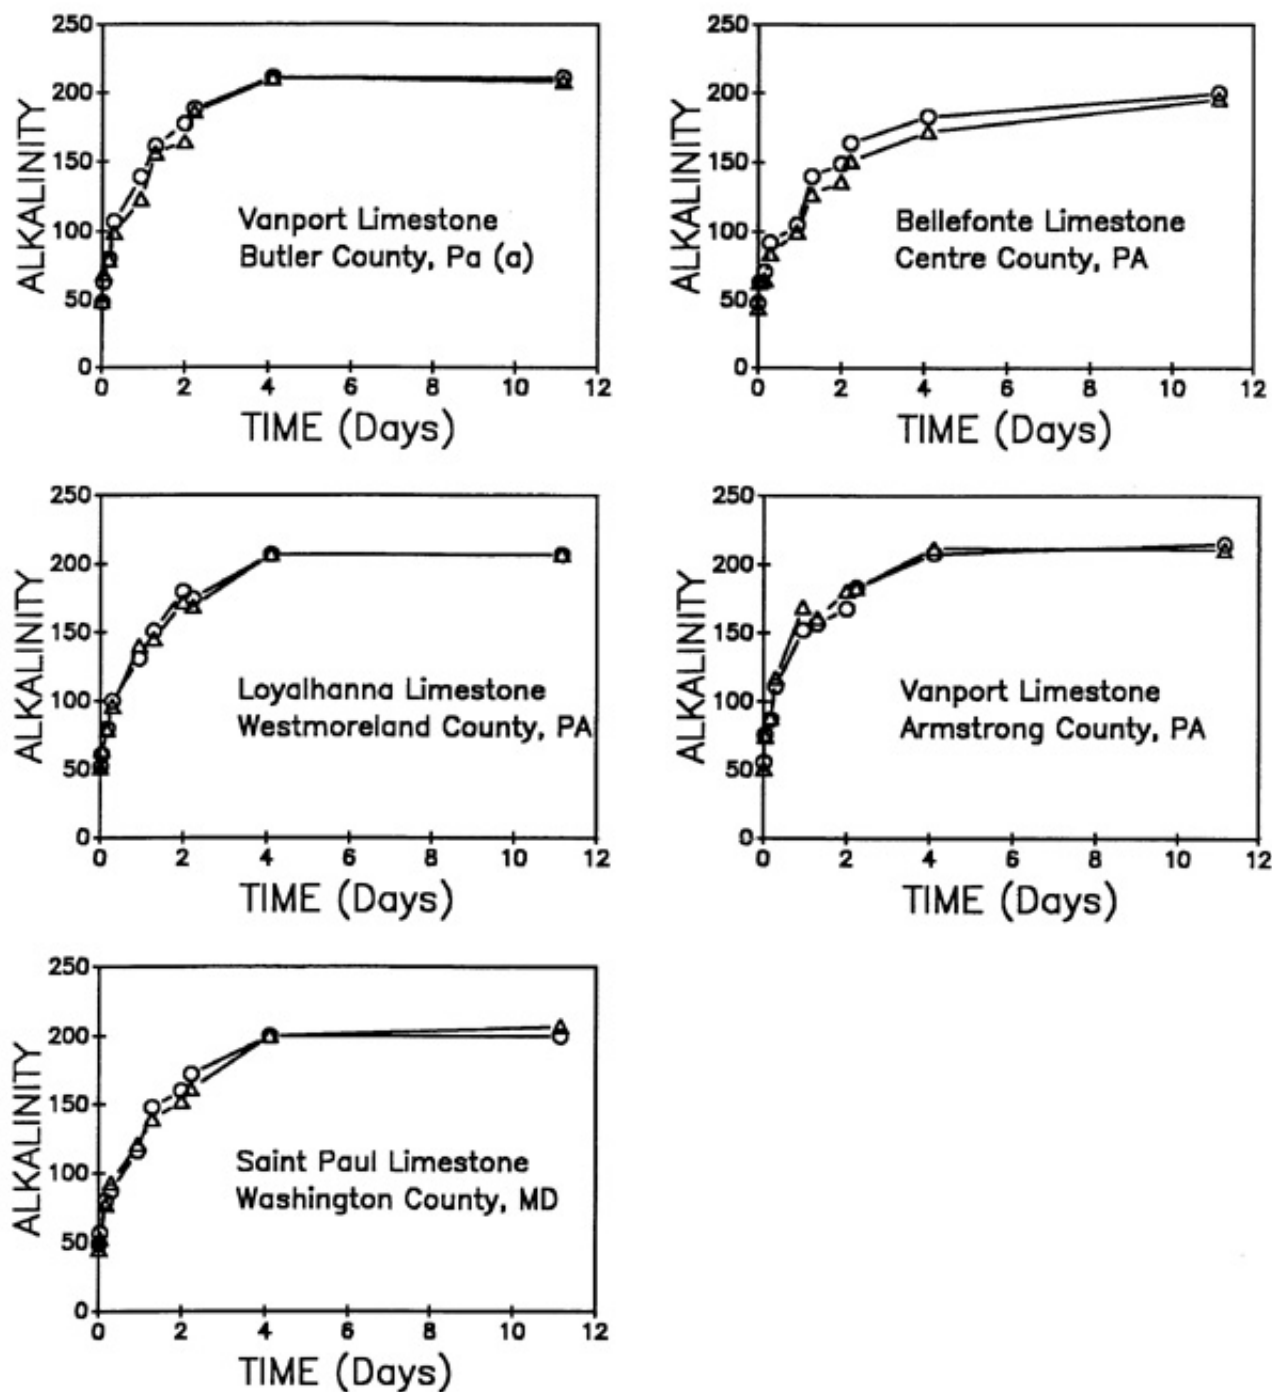 250
200
150
100
50
0
ALKALINITY
Vanport Limestone
Butler County, Pa (a)
0 2 4 6 8 10 12
TIME (Days)
250
200
150
100
50
0
ALKALINITY
Bellefonte Limestone
Centre County, PA
0 2 4 6 8 10 12
TIME (Days)
250
200
150
100
50
0
ALKALINITY
Loyalhanna Limestone
Westmoreland County, PA
0 2 4 6 8 10 12
TIME (Days)
250
200
150
100
50
0
ALKALINITY
Vanport Limestone
Armstrong County, PA
0 2 4 6 8 10 12
TIME (Days)
250
200
150
100
50
0
ALKALINITY
Saint Paul Limestone
Washington County, MD
0 2 4 6 8 10 12
TIME (Days)